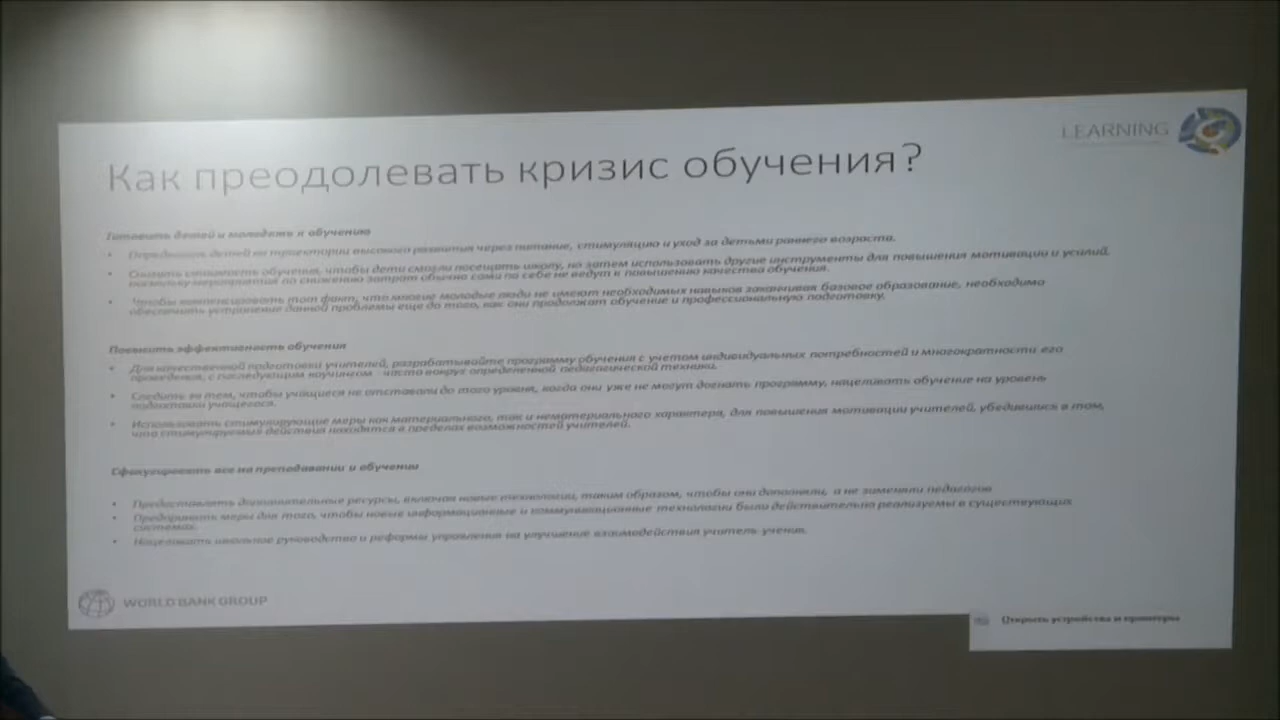 LEARNING
Как преодолевать кризис обучения?
Готовить детей и молодежь к обучению
• Определяют детей на траектории высокого развития через питание, стимуляцию и уход за детьми раннего возраста.
• Снизить стоимость обучения, чтобы дети смогли посещать школу, но затем использовать другие инструменты для повышения мотивации и усилий,
поскольку мероприятия по снижению затрат обычно сами по себе не ведут к повышению качества обучения.
• Чтобы компенсировать тот факт, что многие молодые люди не имеют необходимых навыков заканчивая базовое образование, необходимо
обеспечить устранение данной проблемы еще до того, как они продолжат обучение и профессиональную подготовку.
Повысить эффективность обучения
• Для качественной подготовки учителей, разрабатывайте программу обучения с учетом индивидуальных потребностей и многократности его
проведения, с последующим коучингом - часто вокруг определенной педагогической техники.
• Следить за тем, чтобы учащиеся не отставали до того уровня, когда они уже не могут догнать программу, нацеливать обучение на уровень
подготовки учащегося.
• Использовать стимулирующие меры как материального, так и нематериального характера, для повышения мотивации учителей, убедившись в том,
что стимулируемые действия находятся в пределах возможностей учителей.
Сфокусировать все на преподавании и обучении
• Предоставлять дополнительные ресурсы, включая новые технологии, таким образом, чтобы они дополняли, а не заменяли педагогов
• Предпринять меры для того, чтобы новые информационные и коммуникационные технологии были действительно реализуемы в существующих
системах.
• Нацеливать школьное руководство и реформы управления на улучшение взаимодействия учитель-ученик.
WORLD BANK GROUP
Открыть устройства и принтеры